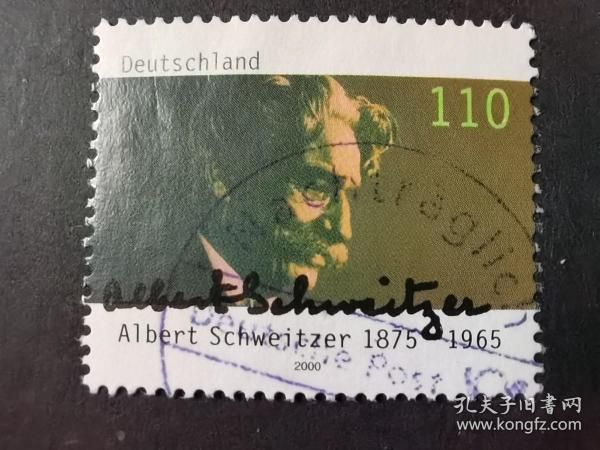 Deutschland
110
Nachträglich
Albert Schweitzer
Albert Schweitzer 1875 1965
Deutsche Post
2000
孔夫子旧书网
www.kongfz.com